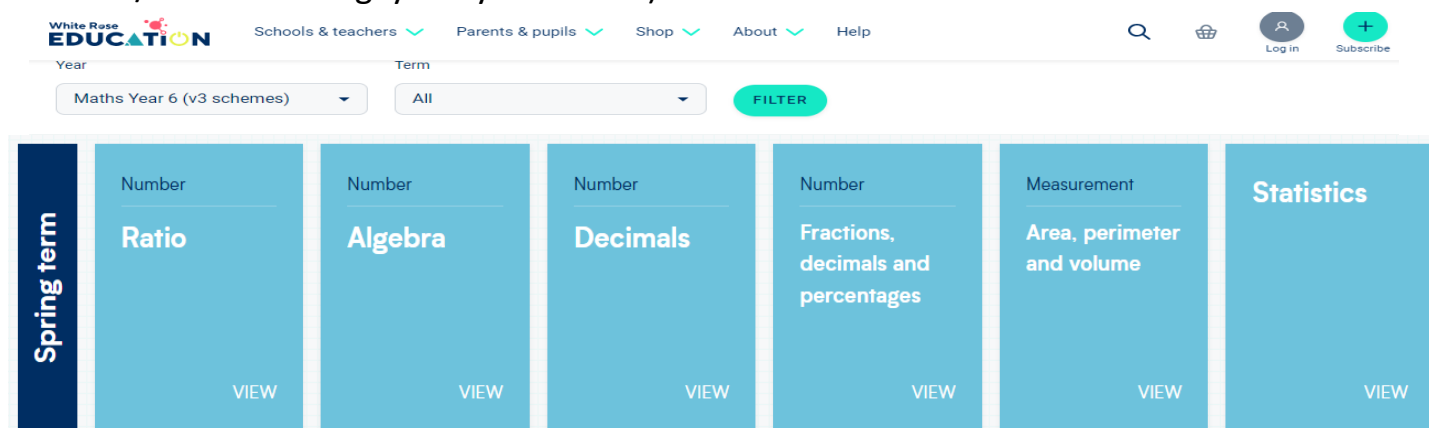 White Rose
EDUCATION
Schools & teachers
Parents & pupils
Shop
About
Help
Log in
Subscribe
Year
Term
Maths Year 6 (v3 schemes)
All
FILTER
Spring term
Number
Ratio
VIEW
Number
Algebra
VIEW
Number
Decimals
VIEW
Number
Fractions,
decimals and
percentages
VIEW
Measurement
Area, perimeter
and volume
VIEW
Statistics
VIEW